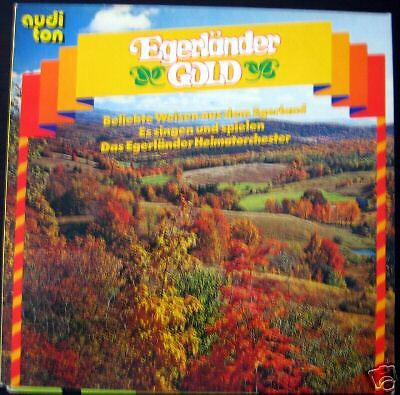 audi
ton
Egerländer
GOLD
Beliebte Weisen aus dem Egerland
Es singen und spielen
Das Egerländer Heimatorchester